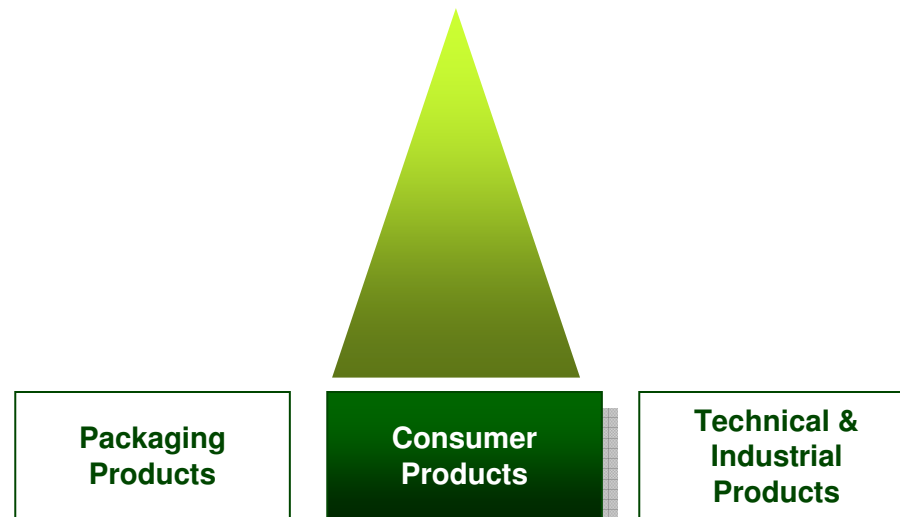 Packaging
Products
Consumer
Products
Technical &
Industrial
Products